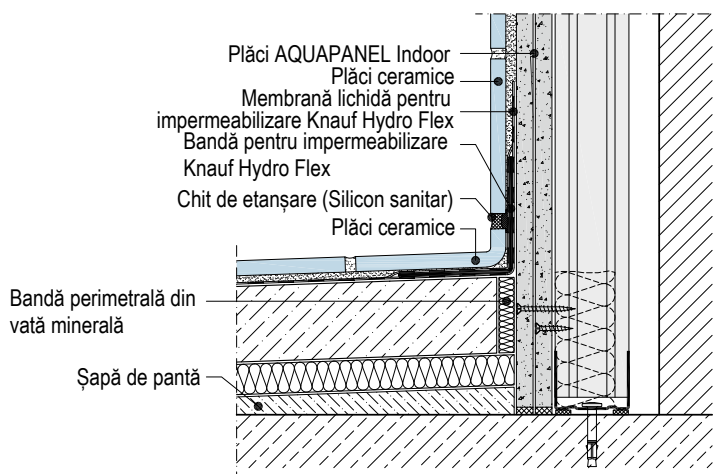 Plăci AQUAPANEL Indoor
Plăci ceramice
Membrană lichidă pentru
impermeabilizare Knauf Hydro Flex
Bandă pentru impermeabilizare
Knauf Hydro Flex
Chit de etanșare (Silicon sanitar)
Plăci ceramice
Bandă perimetrală din
vată minerală
Șapă de pantă